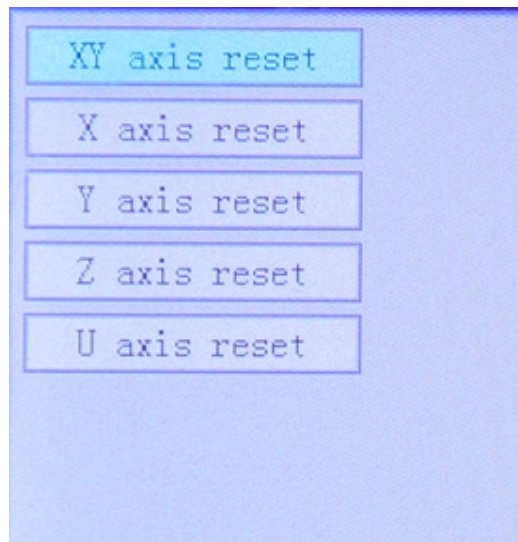 XY axis reset
X axis reset
Y axis reset
Z axis reset
U axis reset